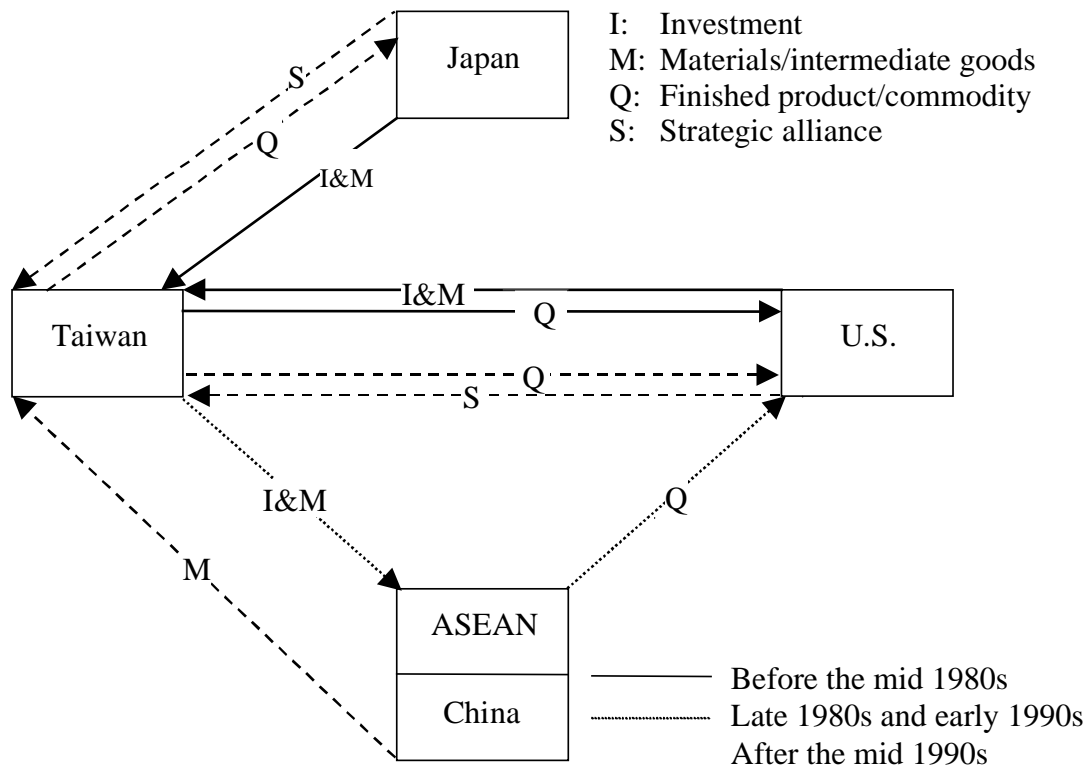 Japan
I: Investment
M: Materials/intermediate goods
Q: Finished product/commodity
S: Strategic alliance
S
Q
I&M
Taiwan
I&M
Q
U.S.
Q
S
I&M
Q
M
ASEAN
China
Before the mid 1980s
Late 1980s and early 1990s
After the mid 1990s